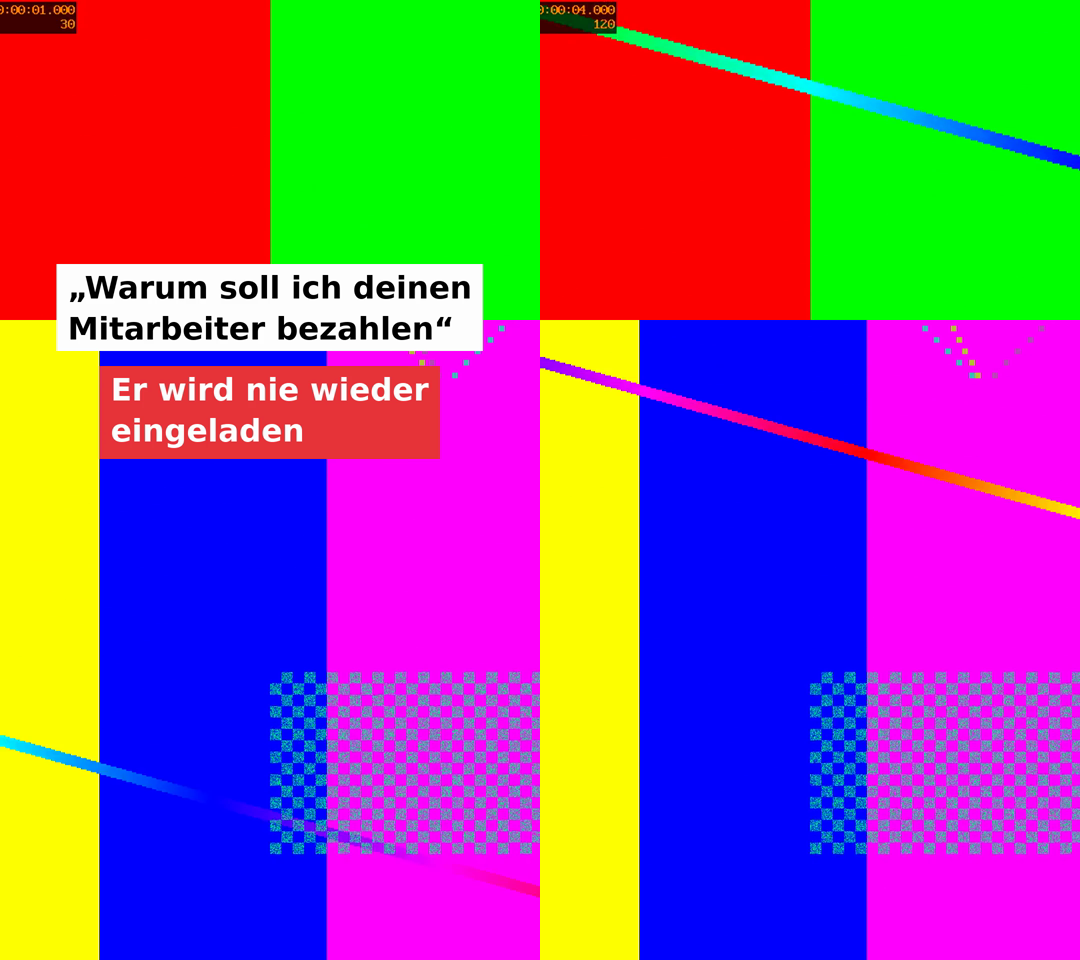 0:00:01.000
30
0:00:04.000
120
„Warum soll ich deinen
Mitarbeiter bezahlen“
Er wird nie wieder
eingeladen